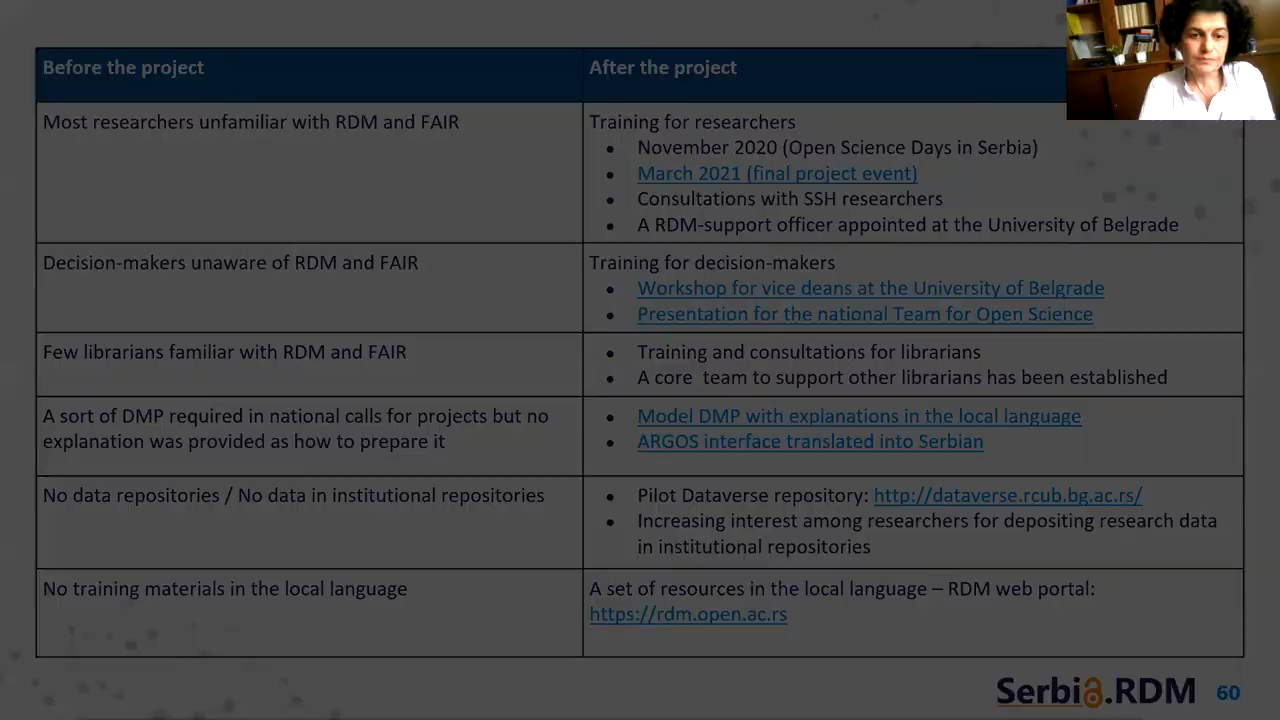 Before the project
After the project
Most researchers unfamiliar with RDM and FAIR
Training for researchers
• November 2020 (Open Science Days in Serbia)
• March 2021 (final project event)
• Consultations with SSH researchers
• A RDM-support officer appointed at the University of Belgrade
Decision-makers unaware of RDM and FAIR
Training for decision-makers
• Workshop for vice deans at the University of Belgrade
• Presentation for the national Team for Open Science
Few librarians familiar with RDM and FAIR
• Training and consultations for librarians
• A core team to support other librarians has been established
A sort of DMP required in national calls for projects but no
explanation was provided as how to prepare it
• Model DMP with explanations in the local language
• ARGOS interface translated into Serbian
No data repositories / No data in institutional repositories
• Pilot Dataverse repository: http://dataverse.rcub.bg.ac.rs/
• Increasing interest among researchers for depositing research data
in institutional repositories
No training materials in the local language
A set of resources in the local language – RDM web portal:
https://rdm.open.ac.rs
Serbia.RDM
60